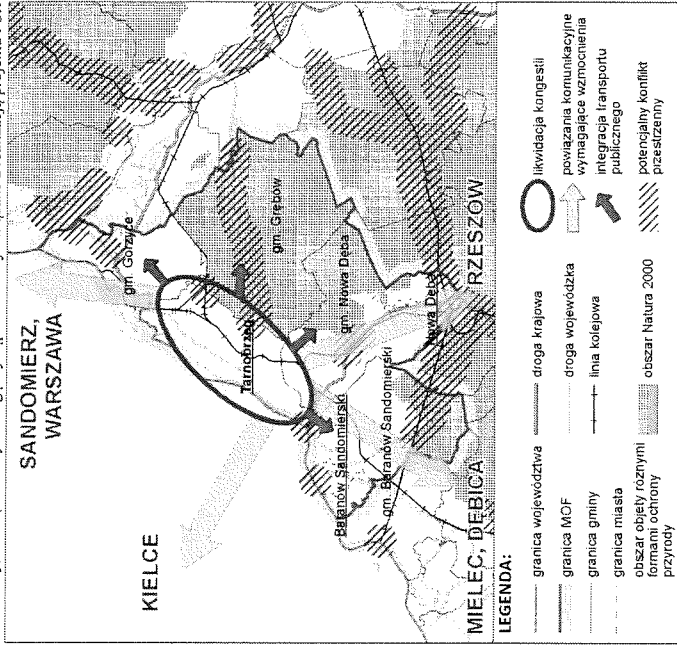 SANDOMIERZ,
WARSZAWA
KIELCE
gm. Gorzyce
Tarnobrzeg
gm. Grębów
gm. Nowa Dęba
Nowa Dęba
Baranów Sandomierski
gm. Baranów Sandomierski
MIELEC, DĘBICA
RZESZÓW
LEGENDA:
granica województwa
granica MOF
granica gminy
granica miasta
obszar objęty różnymi
formami ochrony
przyrody
droga krajowa
droga wojewódzka
linia kolejowa
obszar Natura 2000
likwidacja kongestii
powiązania komunikacyjne
wymagające wzmocnienia
integracja transportu
publicznego
potencjalny konflikt
przestrzenny